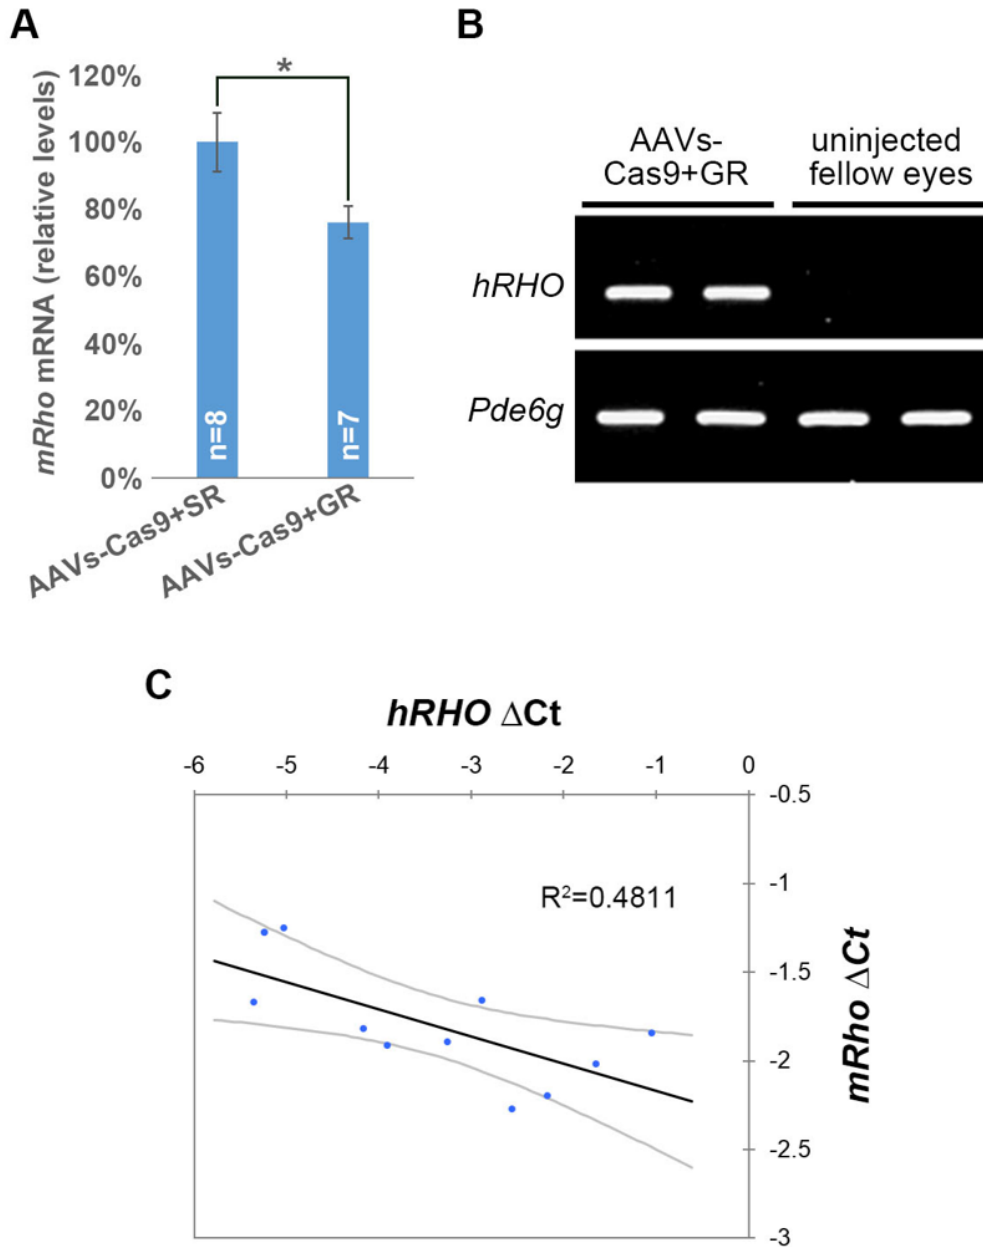 A
mRho mRNA (relative levels)
120%
100%
80%
60%
40%
20%
0%
*
n=8
n=7
AAVs-Cas9+SR
AAVs-Cas9+GR
B
AAVs-
Cas9+GR
uninjected
fellow eyes
hRHO
Pde6g
C
hRHO ΔCt
-6 -5 -4 -3 -2 -1 0
-0.5
-1
-1.5
-2
-2.5
-3
R²=0.4811
mRho ΔCt